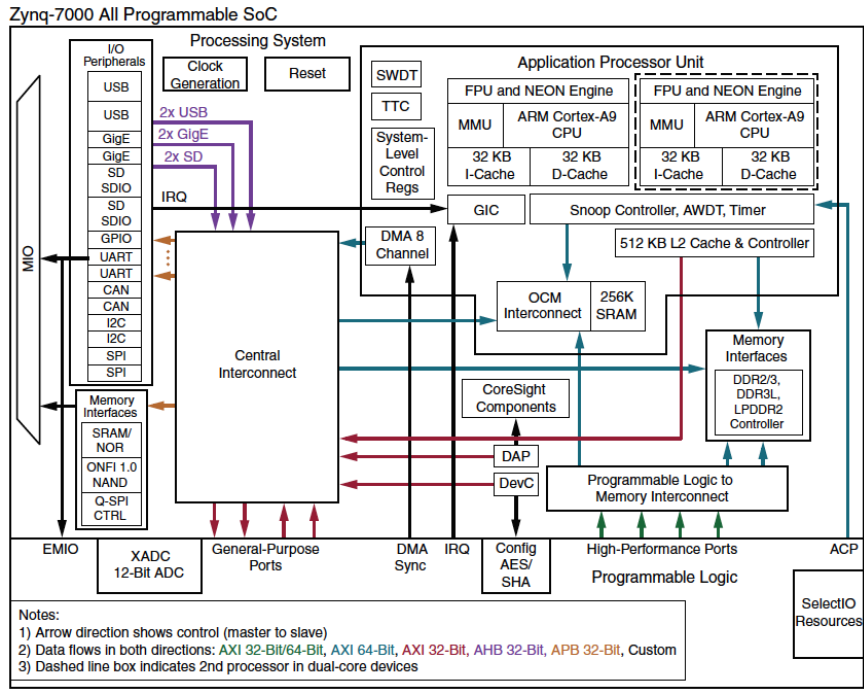 Zynq-7000 All Programmable SoC
I/O
Peripherals
USB
USB
GigE
GigE
SD
SDIO
SD
SDIO
GPIO
UART
UART
CAN
CAN
I2C
I2C
SPI
SPI
MIO
Memory
Interfaces
SRAM/
NOR
ONFI 1.0
NAND
Q-SPI
CTRL
Processing System
Clock
Generation
Reset
2x USB
2x GigE
2x SD
IRQ
Central
Interconnect
Application Processor Unit
SWDT
TTC
System-
Level
Control
Regs
FPU and NEON Engine
MMU
ARM Cortex-A9
CPU
32 KB
I-Cache
32 KB
D-Cache
FPU and NEON Engine
MMU
ARM Cortex-A9
CPU
32 KB
I-Cache
32 KB
D-Cache
GIC
Snoop Controller, AWDT, Timer
DMA 8
Channel
512 KB L2 Cache & Controller
OCM
Interconnect
256K
SRAM
Memory
Interfaces
DDR2/3,
DDR3L,
LPDDR2
Controller
CoreSight
Components
DAP
DevC
Programmable Logic to
Memory Interconnect
EMIO
XADC
12-Bit ADC
General-Purpose
Ports
DMA
Sync
IRQ
Config
AES/
SHA
High-Performance Ports
ACP
Programmable Logic
SelectIO
Resources
Notes:
1) Arrow direction shows control (master to slave)
2) Data flows in both directions: AXI 32-Bit/64-Bit, AXI 64-Bit, AXI 32-Bit, AHB 32-Bit, APB 32-Bit, Custom
3) Dashed line box indicates 2nd processor in dual-core devices